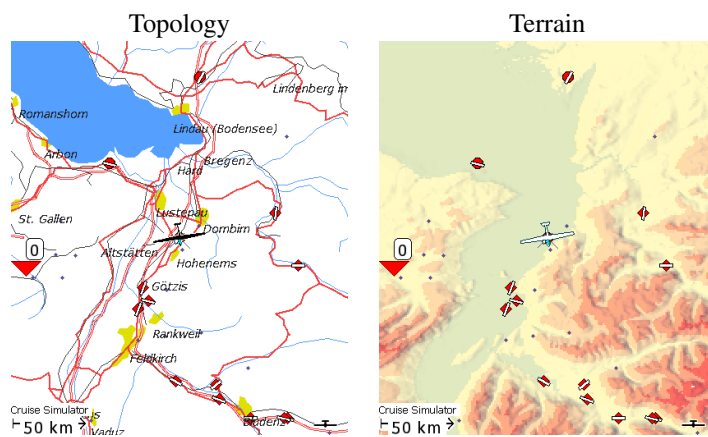 Topology
Terrain
Lindenberg im
Romanshorn
Lindau (Bodensee)
Arbon
Bregenz
Hard
St. Gallen
Lustenau
Dornbirn
0
Altstätten
Hohenems
Götzis
Rankweil
Feldkirch
Cruise Simulator
50 km
Vaduz
Bludenz
0
Cruise Simulator
50 km